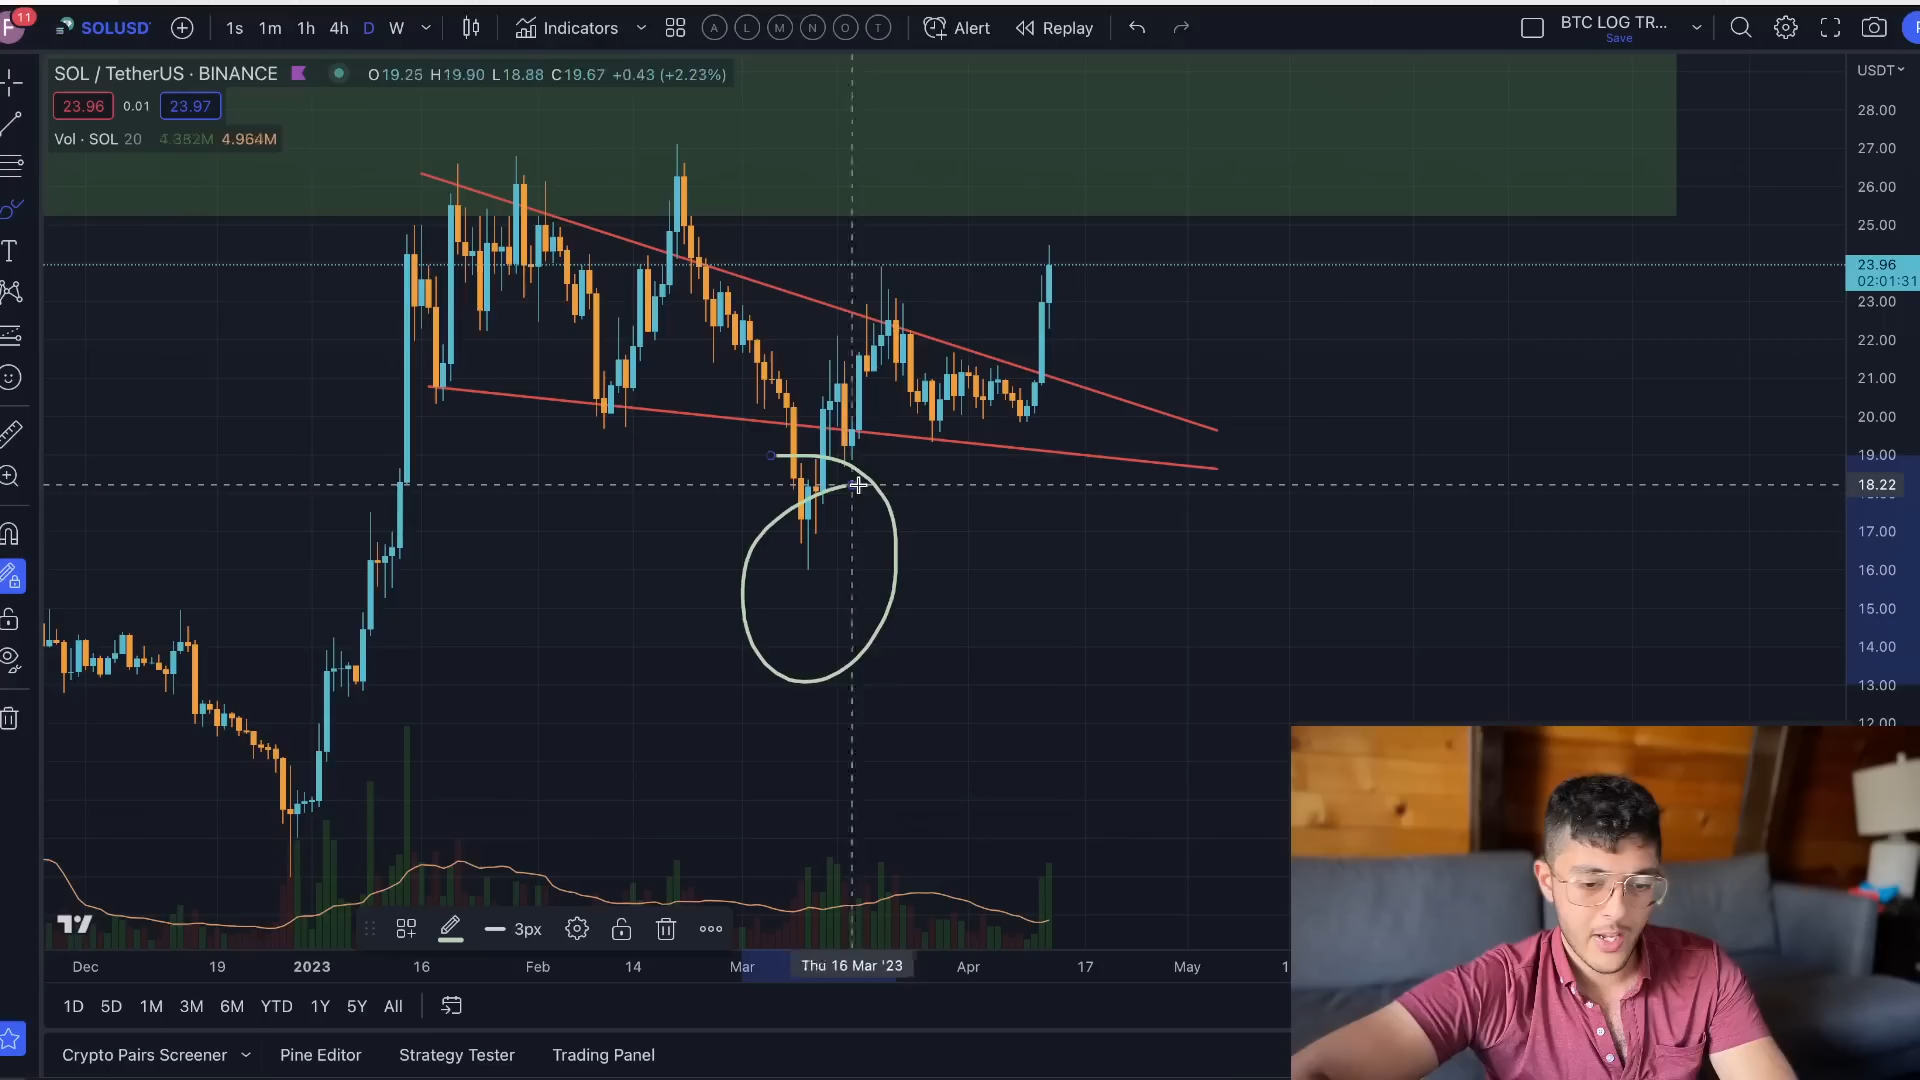 11
SOLUSD 1s 1m 1h 4h D W Indicators A L M N O T Alert Replay BTC LOG TR... Save
SOL / TetherUS · BINANCE O19.25 H19.90 L18.88 C19.67 +0.43 (+2.23%) USDT
23.96 0.01 23.97
Vol · SOL 20 4.382M 4.964M
28.00
27.00
26.00
25.00
23.96
02:01:31
23.00
22.00
21.00
20.00
19.00
18.22
17.00
16.00
15.00
14.00
13.00
12.00
3px
Dec 19 2023 16 Feb 14 Mar Thu 16 Mar '23 Apr 17 May 1
1D 5D 1M 3M 6M YTD 1Y 5Y All
Crypto Pairs Screener Pine Editor Strategy Tester Trading Panel